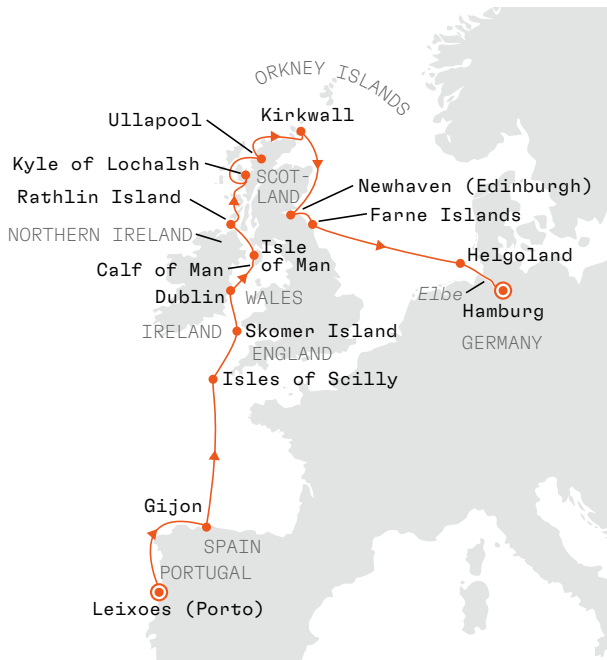 ORKNEY ISLANDS
Kirkwall
Ullapool
Kyle of Lochalsh
SCOT-
LAND
Newhaven (Edinburgh)
Rathlin Island
Farne Islands
NORTHERN IRELAND
Isle
of Man
Helgoland
Calf of Man
Dublin
WALES
Elbe
Hamburg
IRELAND
Skomer Island
GERMANY
ENGLAND
Isles of Scilly
Gijon
SPAIN
PORTUGAL
Leixoes (Porto)